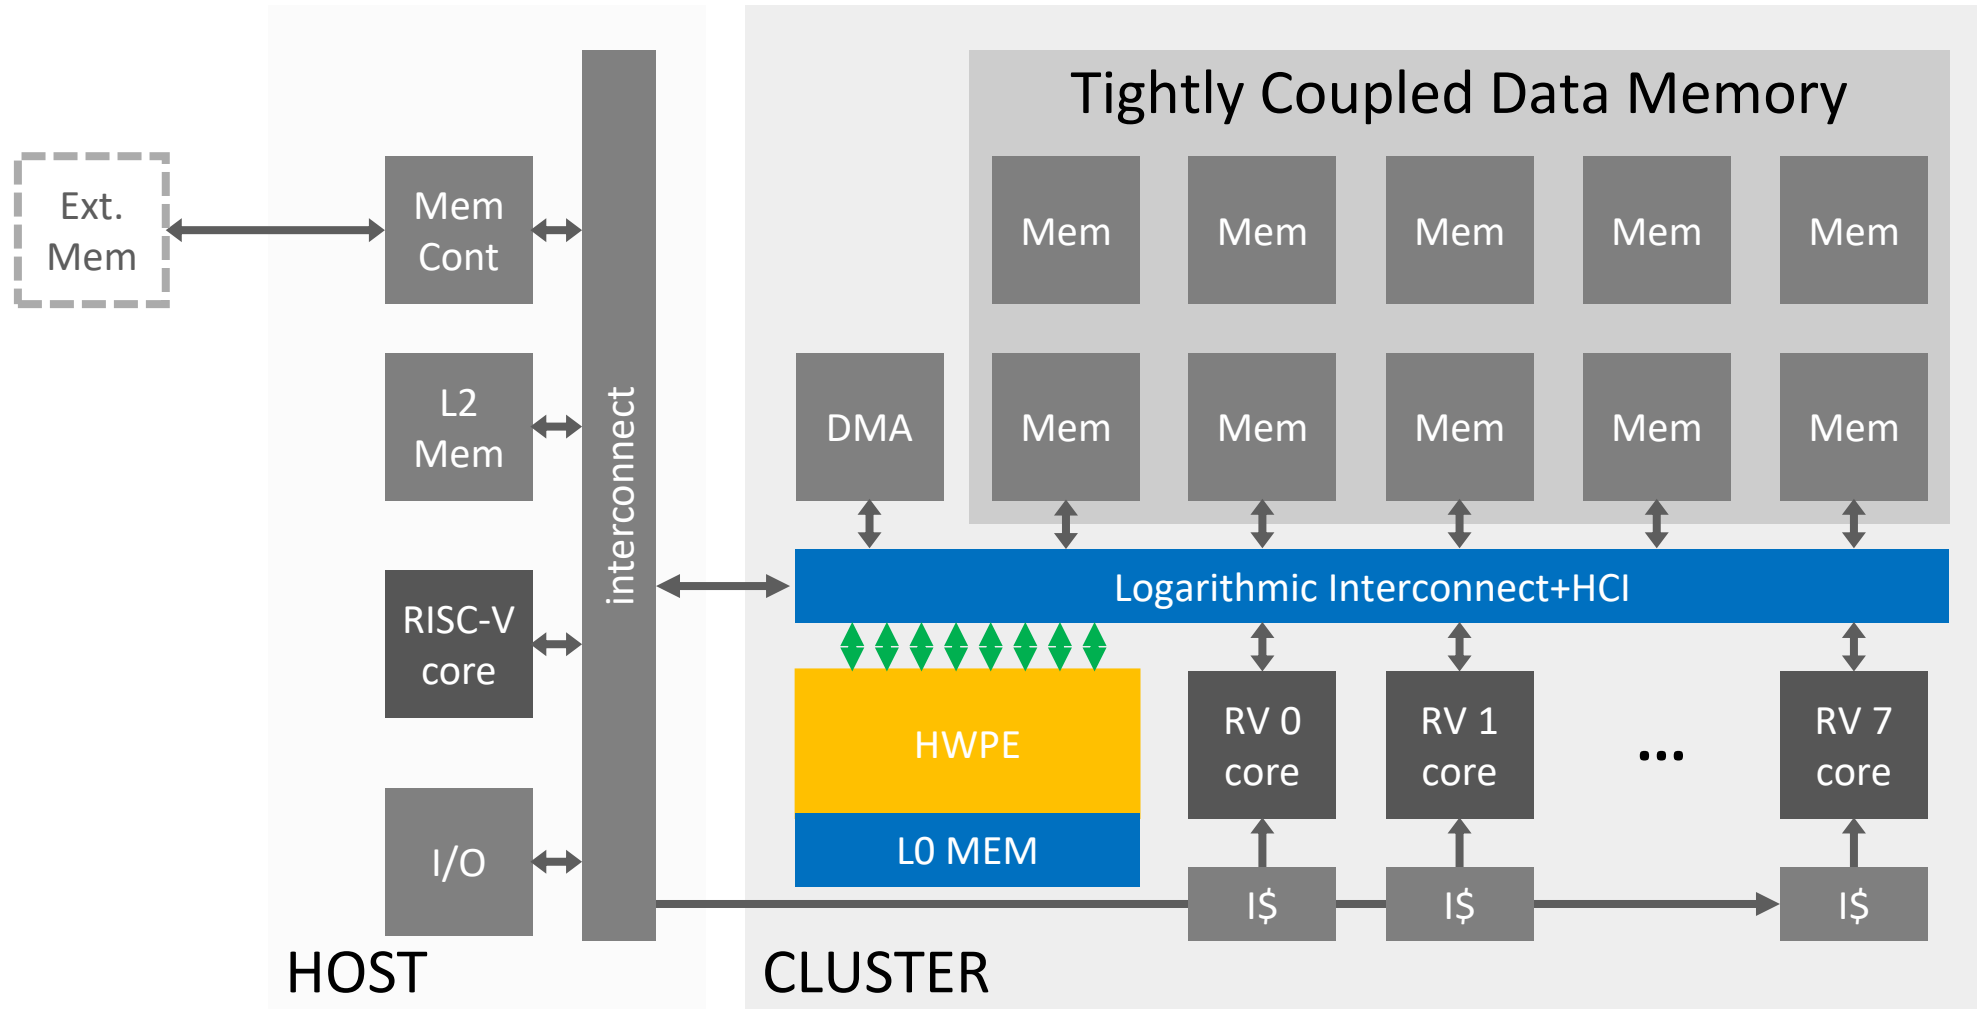 Tightly Coupled Data Memory
Ext.
Mem
Mem
Cont
Mem
Mem
Mem
Mem
Mem
L2
Mem
interconnect
DMA
Mem
Mem
Mem
Mem
Mem
Logarithmic Interconnect+HCI
RISC-V
core
HWPE
RV 0
core
RV 1
core
...
RV 7
core
L0 MEM
I/O
I$
I$
I$
HOST
CLUSTER